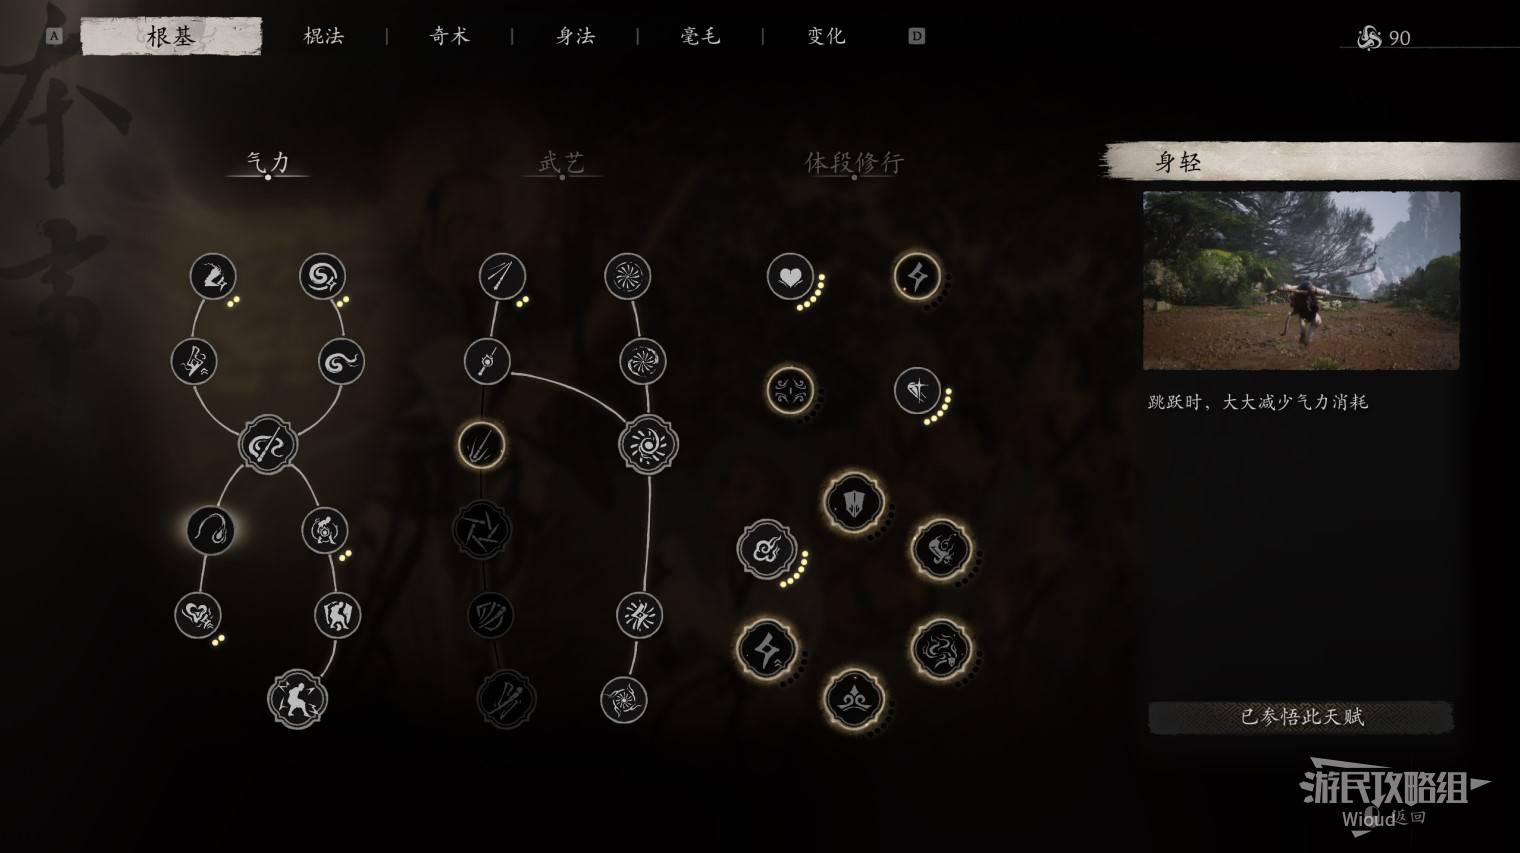 A
根基
棍法
奇术
身法
毫毛
变化
D
90
气力
武艺
体段修行
身轻
跳跃时，大大减少气力消耗
已参悟此天赋
游民攻略组
Wioud
返回